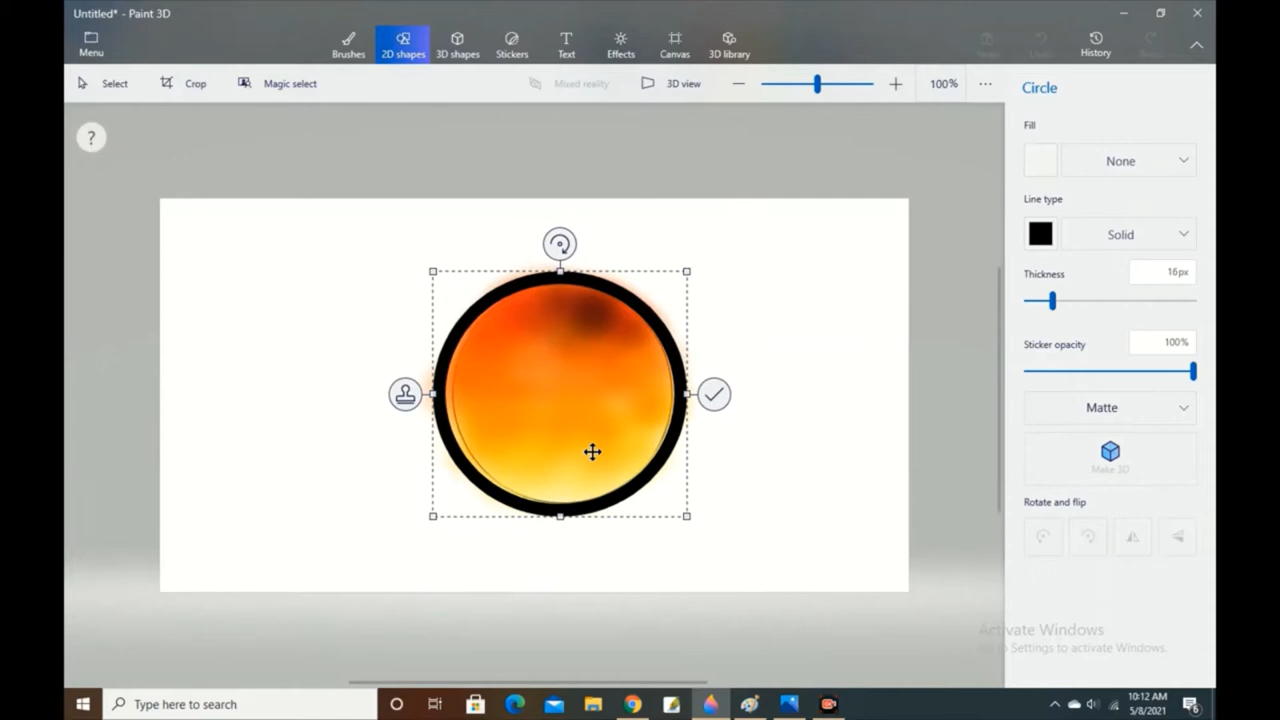 Untitled* - Paint 3D
Menu
Brushes
2D shapes
3D shapes
Stickers
Text
Effects
Canvas
3D library
History
Select
Crop
Magic select
Mixed reality
3D view
100%
Circle
?
Fill
None
Line type
Solid
Thickness
16px
Sticker opacity
100%
Matte
Make 3D
Rotate and flip
Activate Windows
to Settings to activate Windows.
Type here to search
10:12 AM
5/8/2021
6